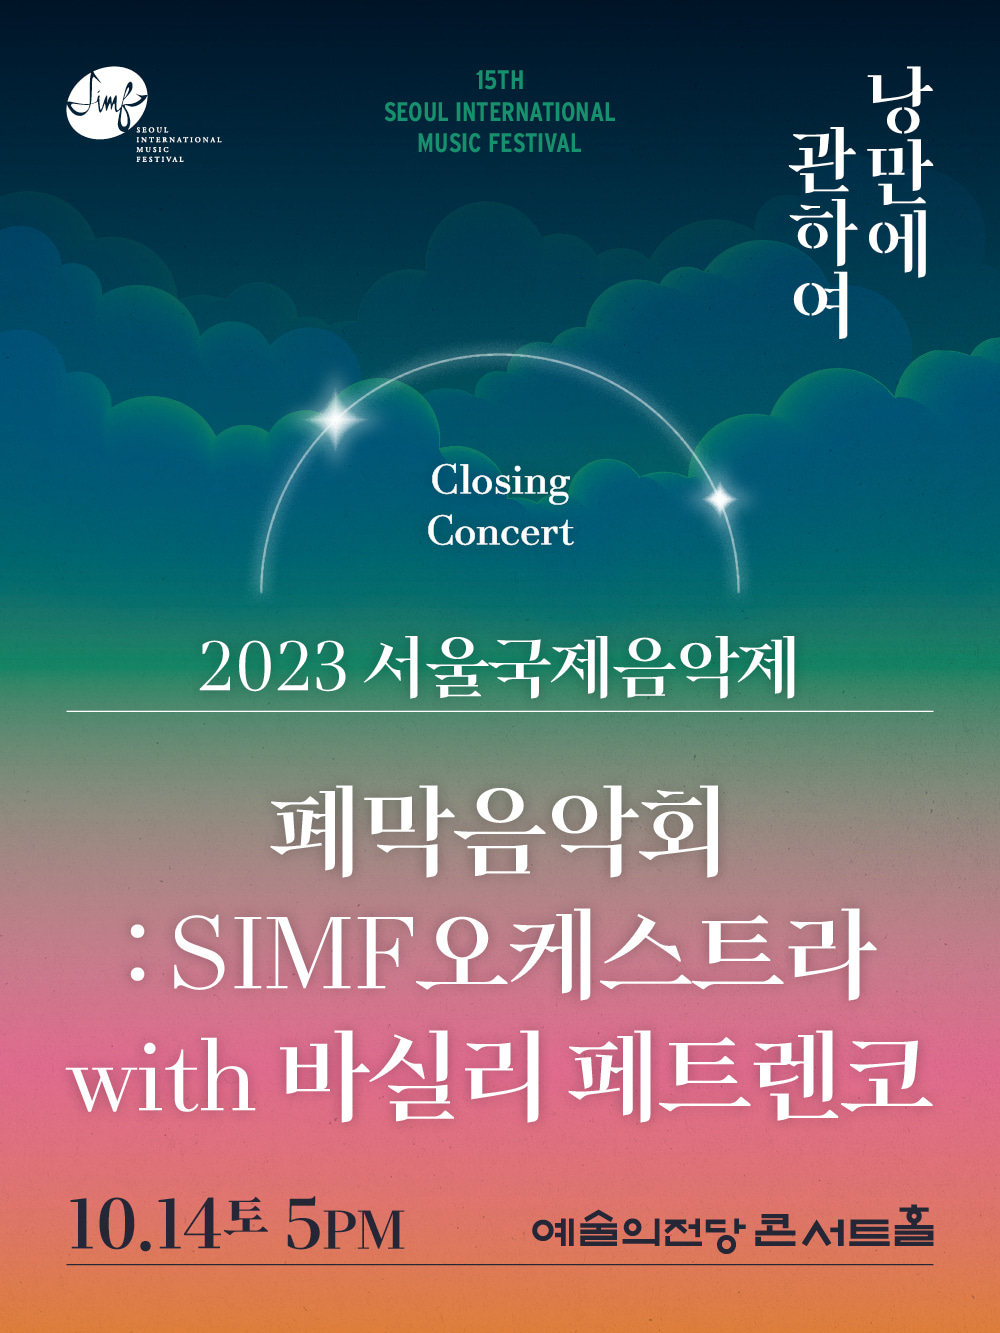 Simf
SEOUL
INTERNATIONAL
MUSIC
FESTIVAL
15TH
SEOUL INTERNATIONAL
MUSIC FESTIVAL
낭만에
관하여
Closing
Concert
2023 서울국제음악제
폐막음악회
: SIMF오케스트라
with 바실리 페트렌코
10.14토 5PM
예술의전당 콘서트홀